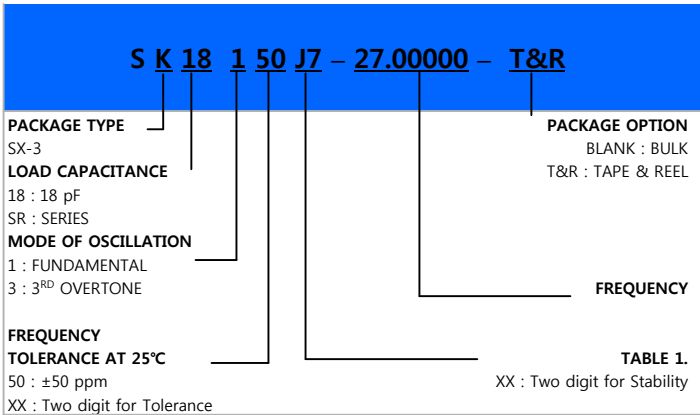 S K 18 1 50 J7 – 27.00000 – T&R
PACKAGE TYPE
SX-3
LOAD CAPACITANCE
18 : 18 pF
SR : SERIES
MODE OF OSCILLATION
1 : FUNDAMENTAL
3 : 3RD OVERTONE
FREQUENCY
TOLERANCE AT 25℃
50 : ±50 ppm
XX : Two digit for Tolerance
PACKAGE OPTION
BLANK : BULK
T&R : TAPE & REEL
FREQUENCY
TABLE 1.
XX : Two digit for Stability